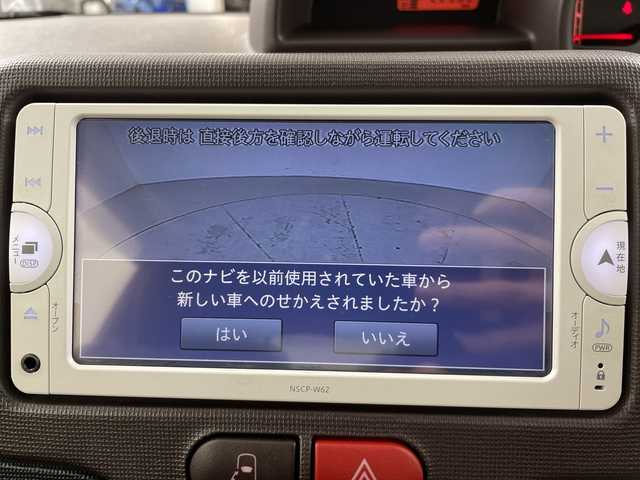 後退時は 直接後方を確認しながら運転してください
このナビを以前使用されていた車から
新しい車へのせかえされましたか？
はい
いいえ
メニュー
DISP
オープン
現在地
オーディオ
PWR
NSCP-W62